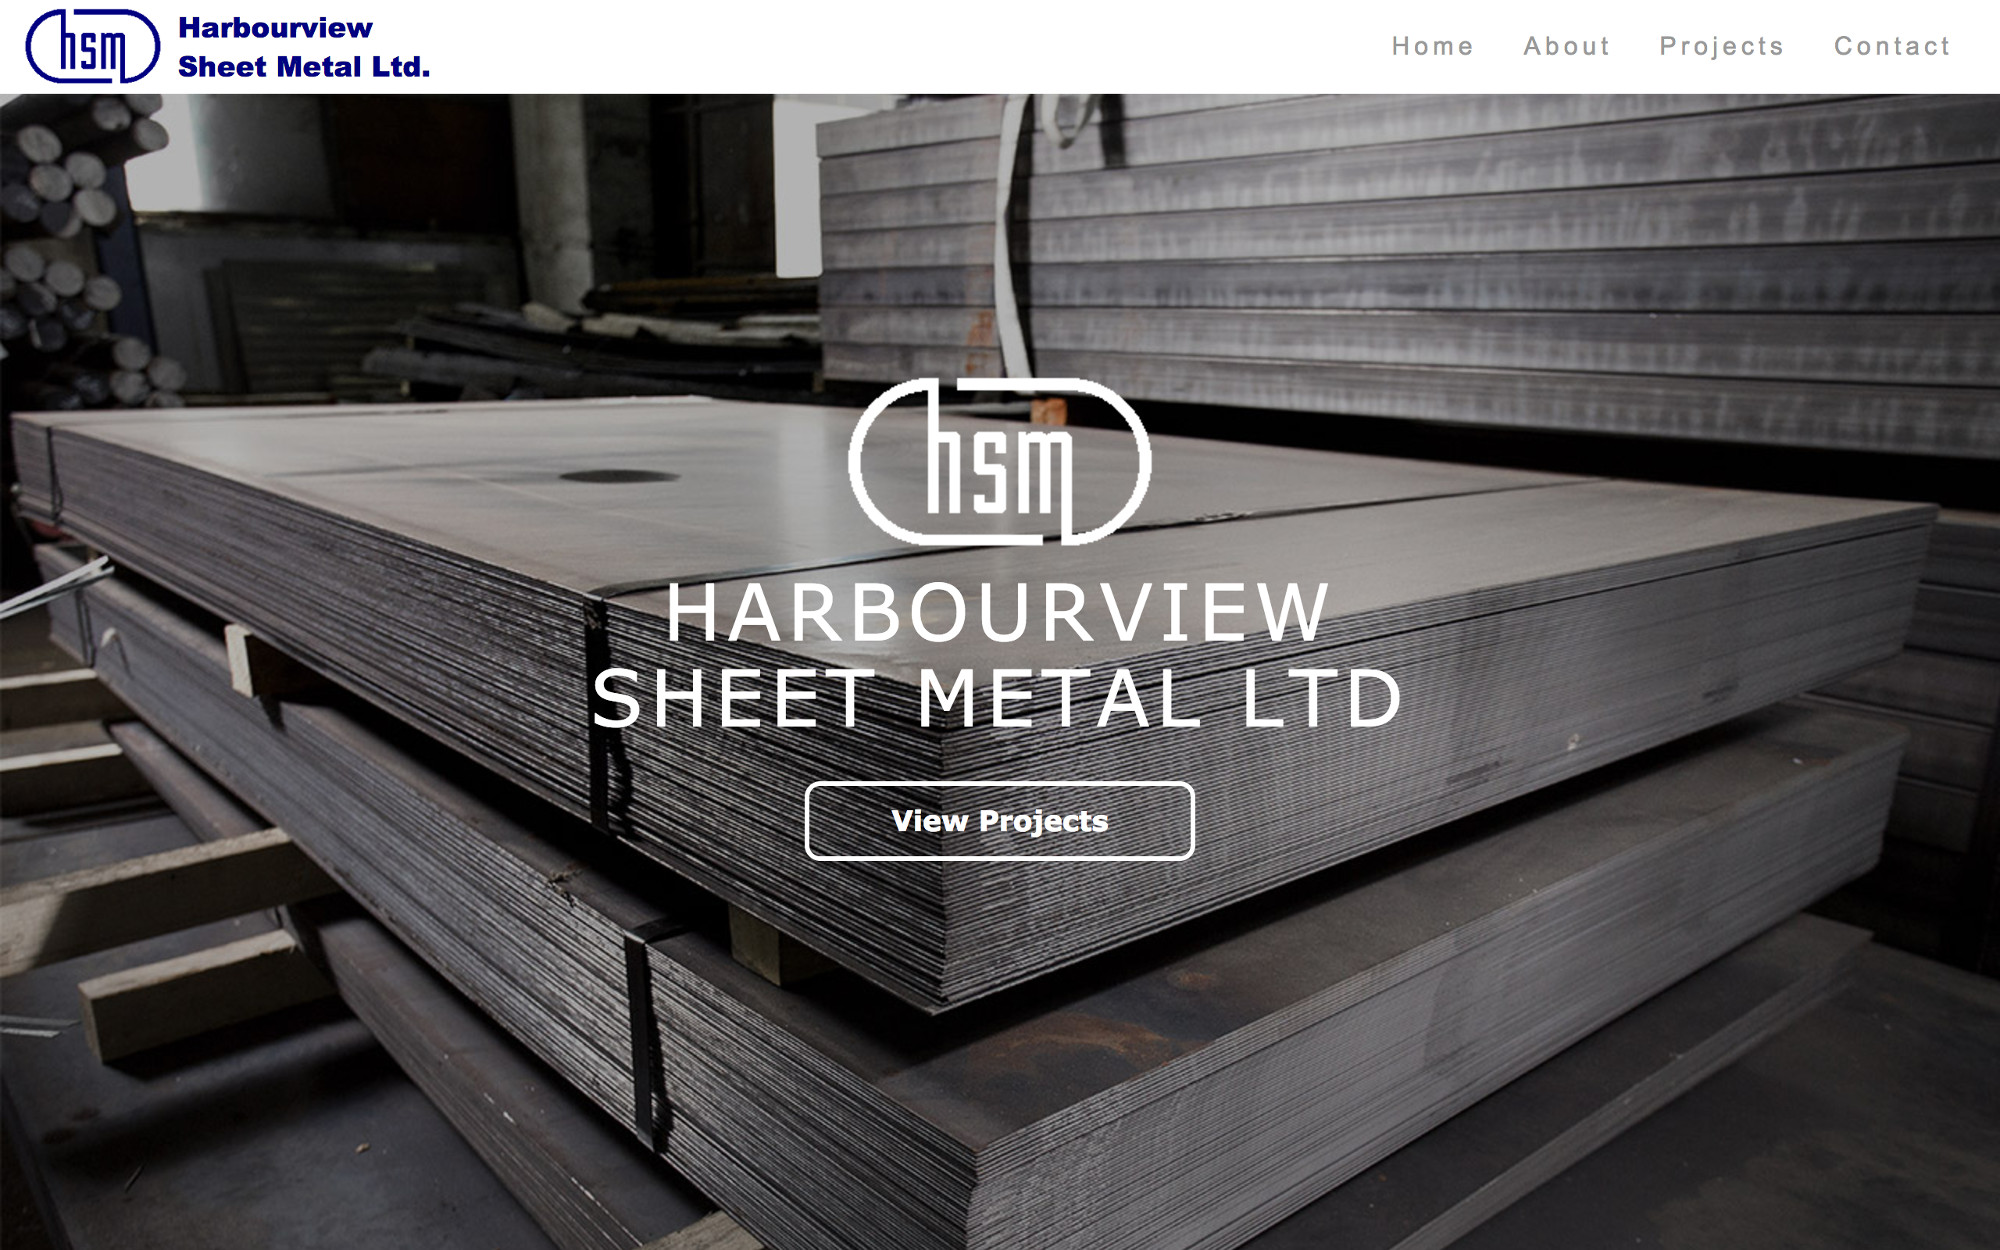 hsm
Harbourview
Sheet Metal Ltd.
Home About Projects Contact
hsm
HARBOURVIEW
SHEET METAL LTD
View Projects